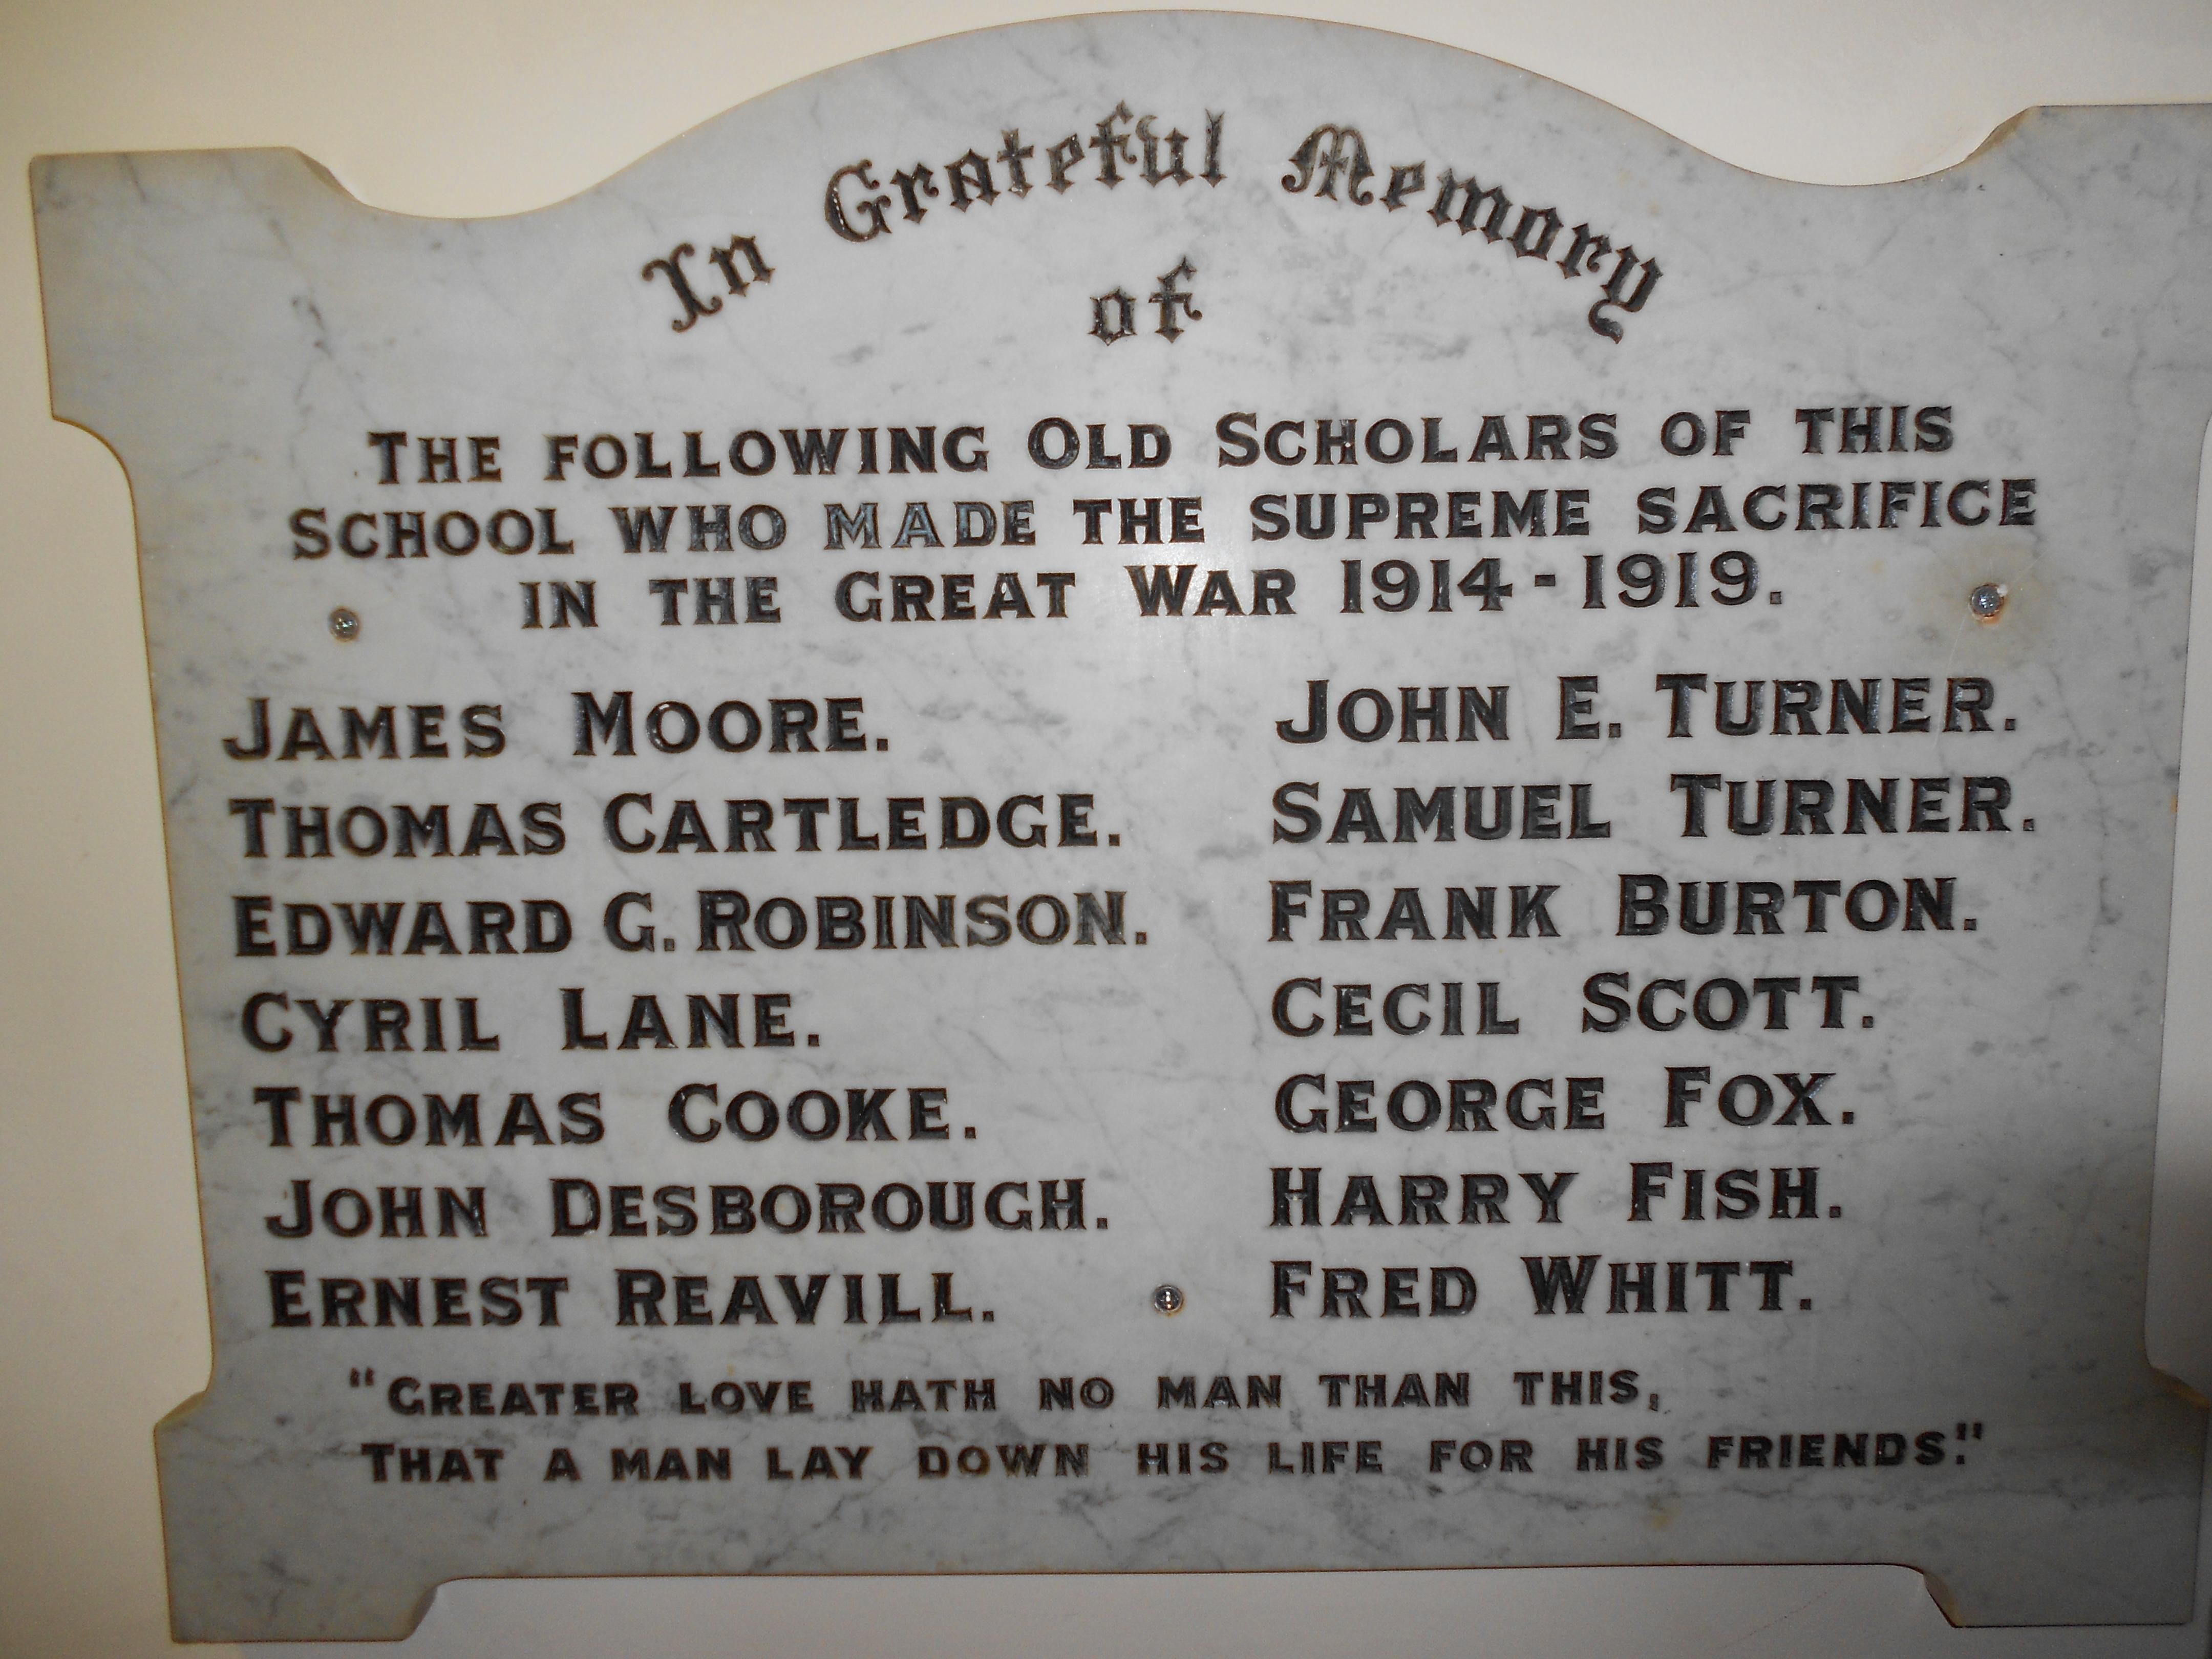 In Grateful Memory
of
THE FOLLOWING OLD SCHOLARS OF THIS
SCHOOL WHO MADE THE SUPREME SACRIFICE
IN THE GREAT WAR 1914-1919.
JAMES MOORE.
THOMAS CARTLEDGE.
EDWARD G. ROBINSON.
CYRIL LANE.
THOMAS COOKE.
JOHN DESBOROUGH.
ERNEST REAVILL.
JOHN E. TURNER.
SAMUEL TURNER.
FRANK BURTON.
CECIL SCOTT.
GEORGE FOX.
HARRY FISH.
FRED WHITT.
"GREATER LOVE HATH NO MAN THAN THIS,
THAT A MAN LAY DOWN HIS LIFE FOR HIS FRIENDS."